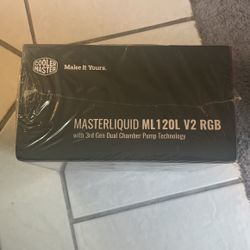 COOLER
MASTER
Make It Yours.
MASTERLIQUID ML120L V2 RGB
with 3rd Gen Dual Chamber Pump Technology